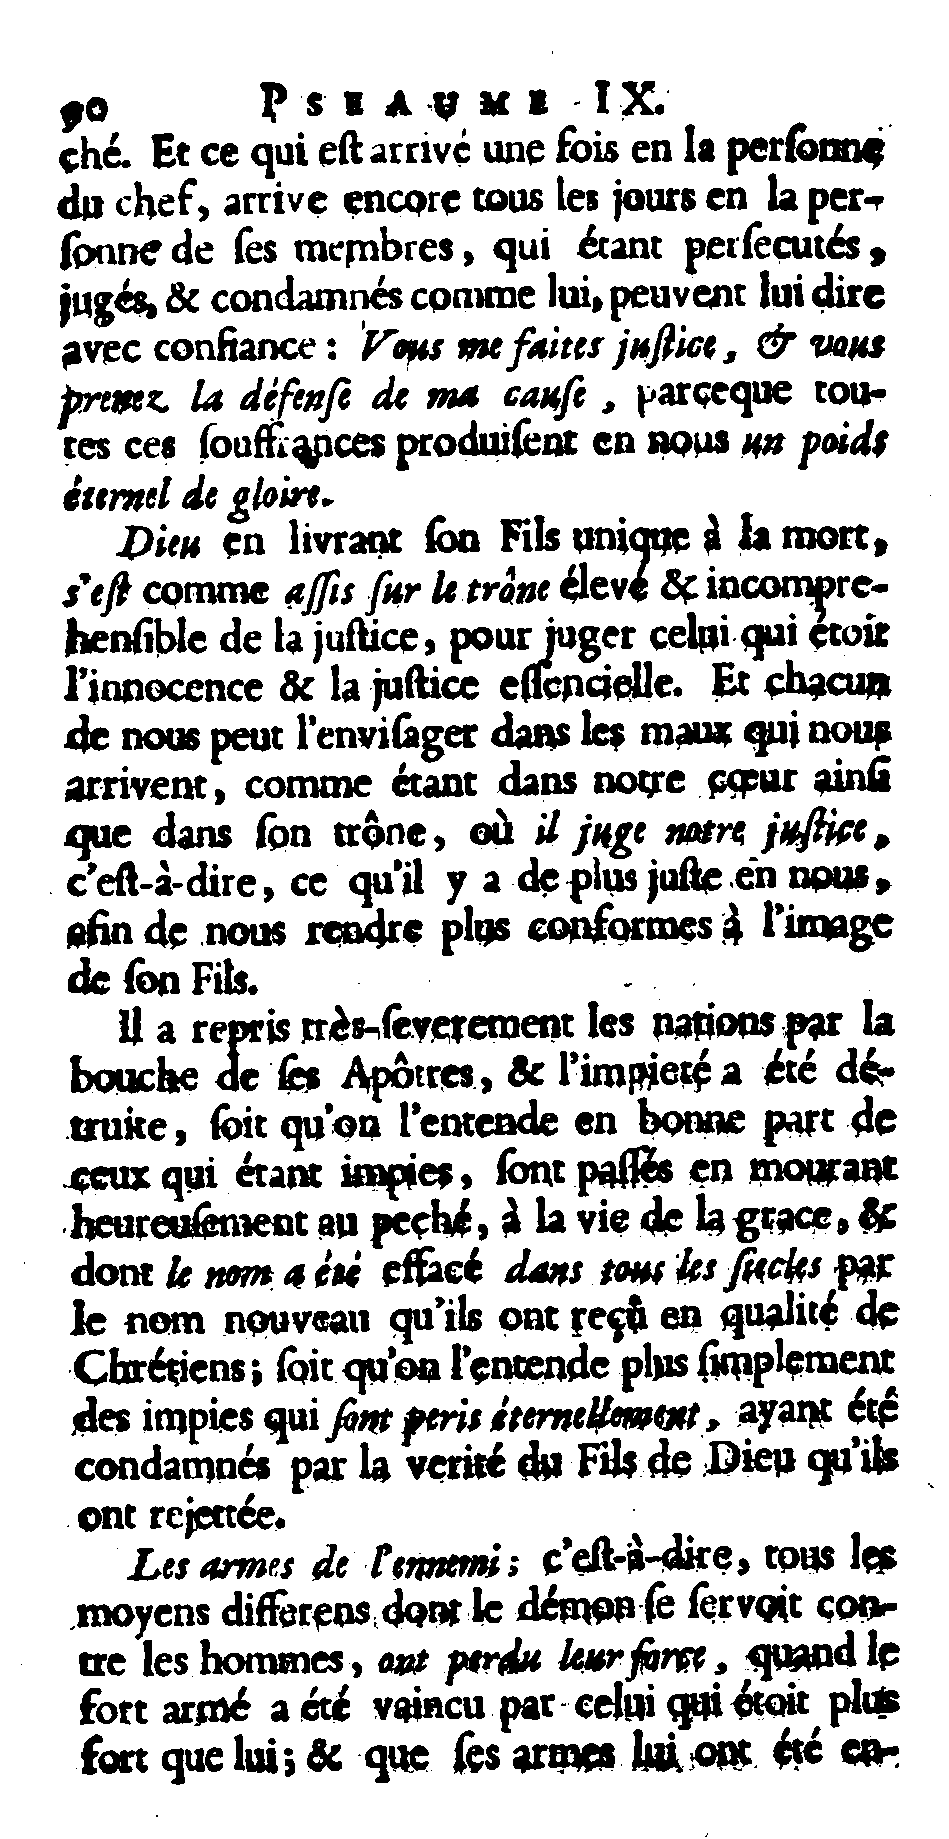 90 PSEAUME IX.
ché. Et ce qui eſt arrivé une fois en la perſonne
du chef, arrive encore tous les jours en la per-
ſonne de ſes membres, qui étant perſecutés,
jugés, & condamnés comme lui, peuvent lui dire
avec confiance : Vous me faites juſtice, & vous
prenez la défenſe de ma cauſe, parceque tou-
tes ces ſouffrances produiſent en nous un poids
éternel de gloire.
Dieu en livrant ſon Fils unique à la mort,
s'eſt comme aſſis ſur le trône élevé & incompre-
henſible de la juſtice, pour juger celui qui étoit
l'innocence & la juſtice eſſencielle. Et chacun
de nous peut l'enviſager dans les maux qui nous
arrivent, comme étant dans notre cœur ainſi
que dans ſon trône, où il juge notre juſtice,
c'eſt-à-dire, ce qu'il y a de plus juſte en nous,
afin de nous rendre plus conformes à l'image
de ſon Fils.
Il a repris très-ſeverement les nations par la
bouche de ſes Apôtres, & l'impieté a été dé-
truite, ſoit qu'on l'entende en bonne part de
ceux qui étant impies, ſont paſſés en mourant
heureuſement au peché, à la vie de la grace, &
dont le nom a été effacé dans tous les ſiecles par
le nom nouveau qu'ils ont reçû en qualité de
Chrétiens; ſoit qu'on l'entende plus ſimplement
des impies qui ſont peris éternellement, ayant été
condamnés par la verité du Fils de Dieu qu'ils
ont rejettée.
Les armes de l'ennemi; c'eſt-à-dire, tous les
moyens differens dont le démon ſe ſervoit con-
tre les hommes, ont perdu leur force, quand le
fort armé a été vaincu par celui qui étoit plus
fort que lui; & que ſes armes lui ont été en-